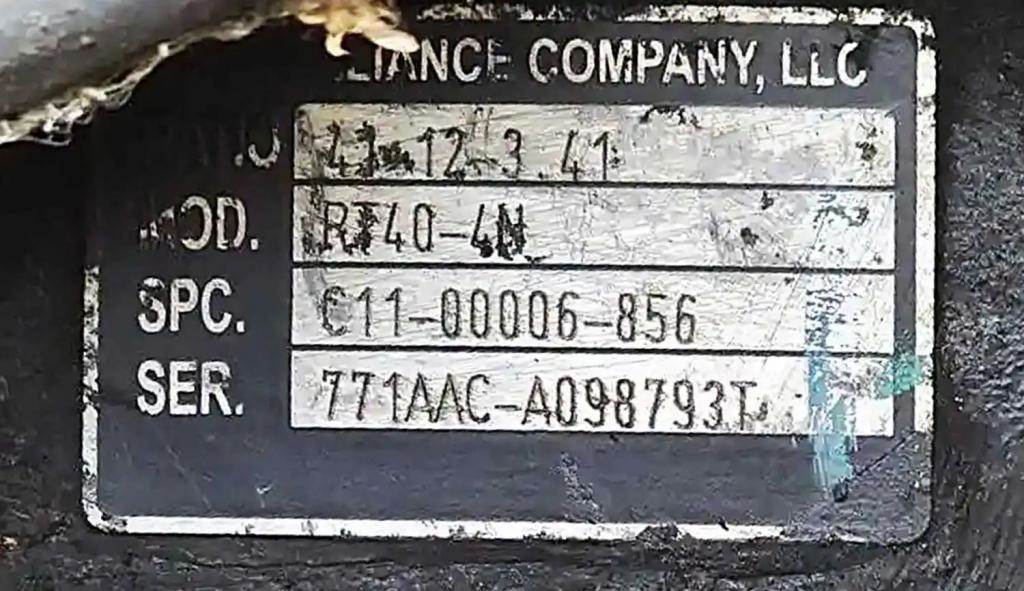 LIANCE COMPANY, LLC
MOD. RT40-4N
SPC. C11-00006-856
SER. 771AAC-A098793T